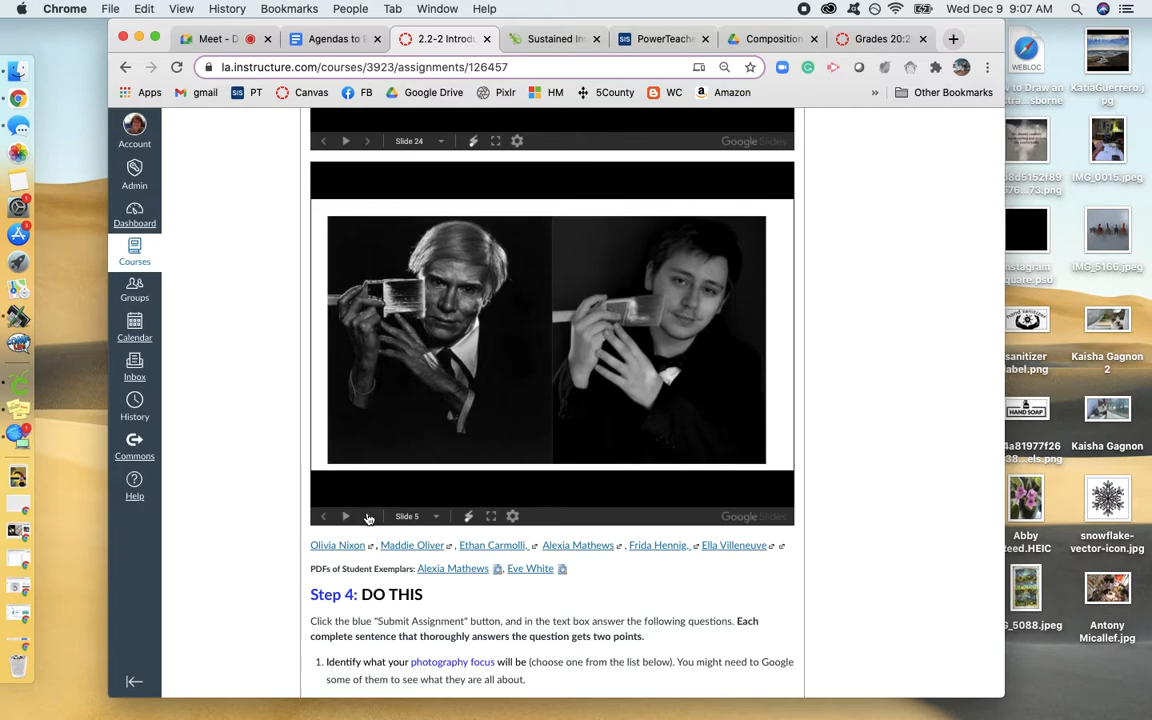 Chrome File Edit View History Bookmarks People Tab Window Help Wed Dec 9 9:07 AM
Meet - D
Agendas to P
2.2-2 Introdu
Sustained In
PowerTeache
Composition
Grades 20:2
la.instructure.com/courses/3923/assignments/126457
Apps gmail PT Canvas FB Google Drive Pixlr HM 5County WC Amazon » Other Bookmarks
Account
Admin
Dashboard
Courses
Groups
Calendar
Inbox
History
Commons
Help
Slide 24
Google Slides
Slide 5
Google Slides
Olivia Nixon , Maddie Oliver , Ethan Carmolli, Alexia Mathews , Frida Hennig, Ella Villeneuve
PDFs of Student Exemplars: Alexia Mathews , Eve White
Step 4: DO THIS
Click the blue "Submit Assignment" button, and in the text box answer the following questions. Each
complete sentence that thoroughly answers the question gets two points.
1. Identify what your photography focus will be (choose one from the list below). You might need to Google
some of them to see what they are all about.
WEBLOC
KatiaGuerrero.j
pg
IMG_0015.jpeg
IMG_5166.jpeg
Kaisha Gagnon
2
HAND SOAP
Kaisha Gagnon
Abby
snowflake-
vector-icon.jpg
Antony
Micallef.jpg